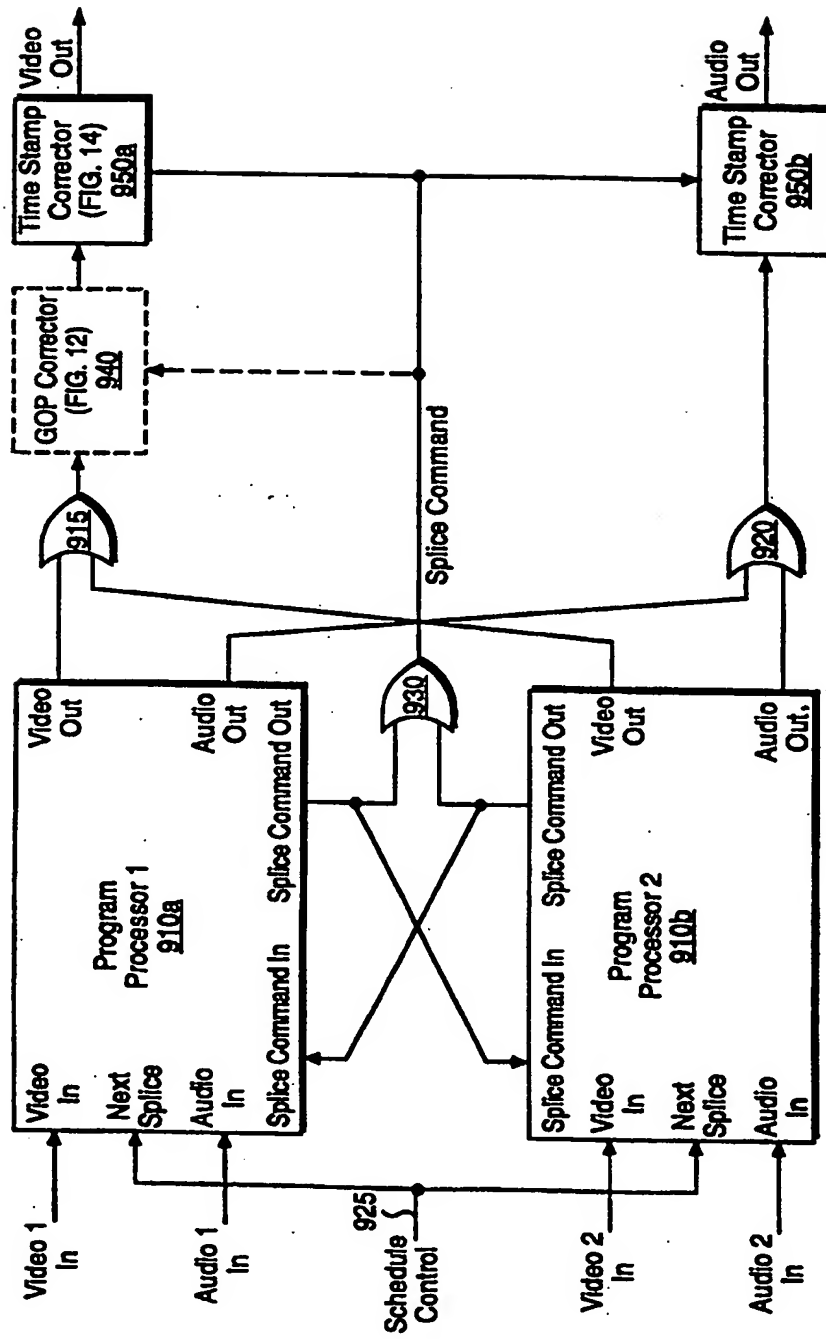 Video 1
In
Audio 1
In
Schedule
Control
925
Video 2
In
Audio 2
In
Video
In
Next
Splice
Audio
In
Splice Command In
Program
Processor 1
910a
Video
Out
Audio
Out
Splice Command Out
Splice Command In
Video
In
Next
Splice
Audio
In
Program
Processor 2
910b
Splice Command Out
Video
Out
Audio
Out.
915
930
920
Splice Command
GOP Corrector
(FIG. 12)
940
Time Stamp
Corrector
(FIG. 14)
950a
Video
Out
Time Stamp
Corrector
950b
Audio
Out